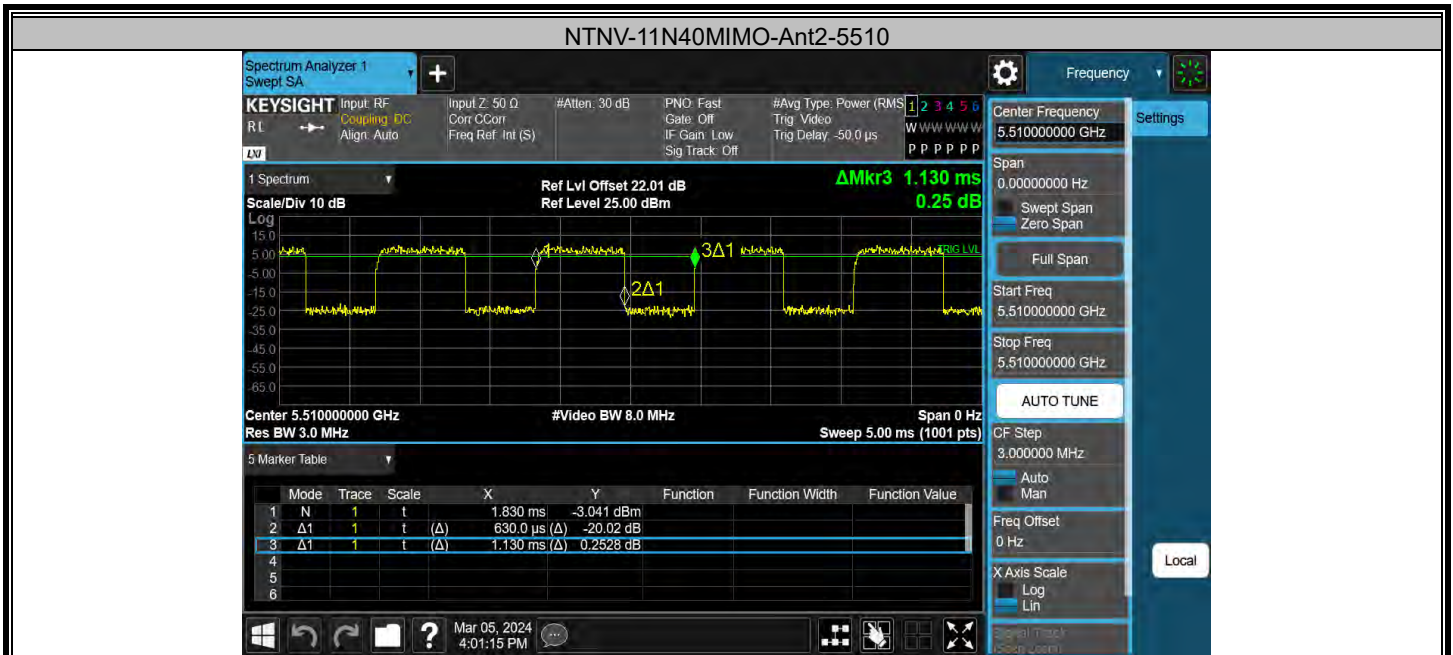 NTNV-11N40MIMO-Ant2-5510
Spectrum Analyzer 1
Swept SA
Frequency
KEYSIGHT
RL
LXI
Input: RF
Coupling: DC
Align: Auto
Input Z: 50 Ω
Corr CCorr
Freq Ref: Int (S)
#Atten: 30 dB
PNO: Fast
Gate: Off
IF Gain: Low
Sig Track: Off
#Avg Type: Power (RMS
Trig: Video
Trig Delay: -50.0 µs
1 2 3 4 5 6
W W W W W W
P P P P P P
1 Spectrum
Scale/Div 10 dB
Ref Lvl Offset 22.01 dB
Ref Level 25.00 dBm
ΔMkr3 1.130 ms
0.25 dB
Log
15.0
5.00
-5.00
-15.0
-25.0
-35.0
-45.0
-55.0
-65.0
1
2Δ1
3Δ1
TRIG LVL
Center 5.510000000 GHz
#Video BW 8.0 MHz
Span 0 Hz
Res BW 3.0 MHz
Sweep 5.00 ms (1001 pts)
5 Marker Table
Mode Trace Scale X Y Function Function Width Function Value
1 N 1 t 1.830 ms -3.041 dBm
2 Δ1 1 t (Δ) 630.0 µs (Δ) -20.02 dB
3 Δ1 1 t (Δ) 1.130 ms (Δ) 0.2528 dB
4
5
6
Mar 05, 2024
4:01:15 PM
?
Center Frequency
5.510000000 GHz
Settings
Span
0.00000000 Hz
Swept Span
Zero Span
Full Span
Start Freq
5.510000000 GHz
Stop Freq
5.510000000 GHz
AUTO TUNE
CF Step
3.000000 MHz
Auto
Man
Freq Offset
0 Hz
X Axis Scale
Log
Lin
Local
Signal Track
(Span Zoom)